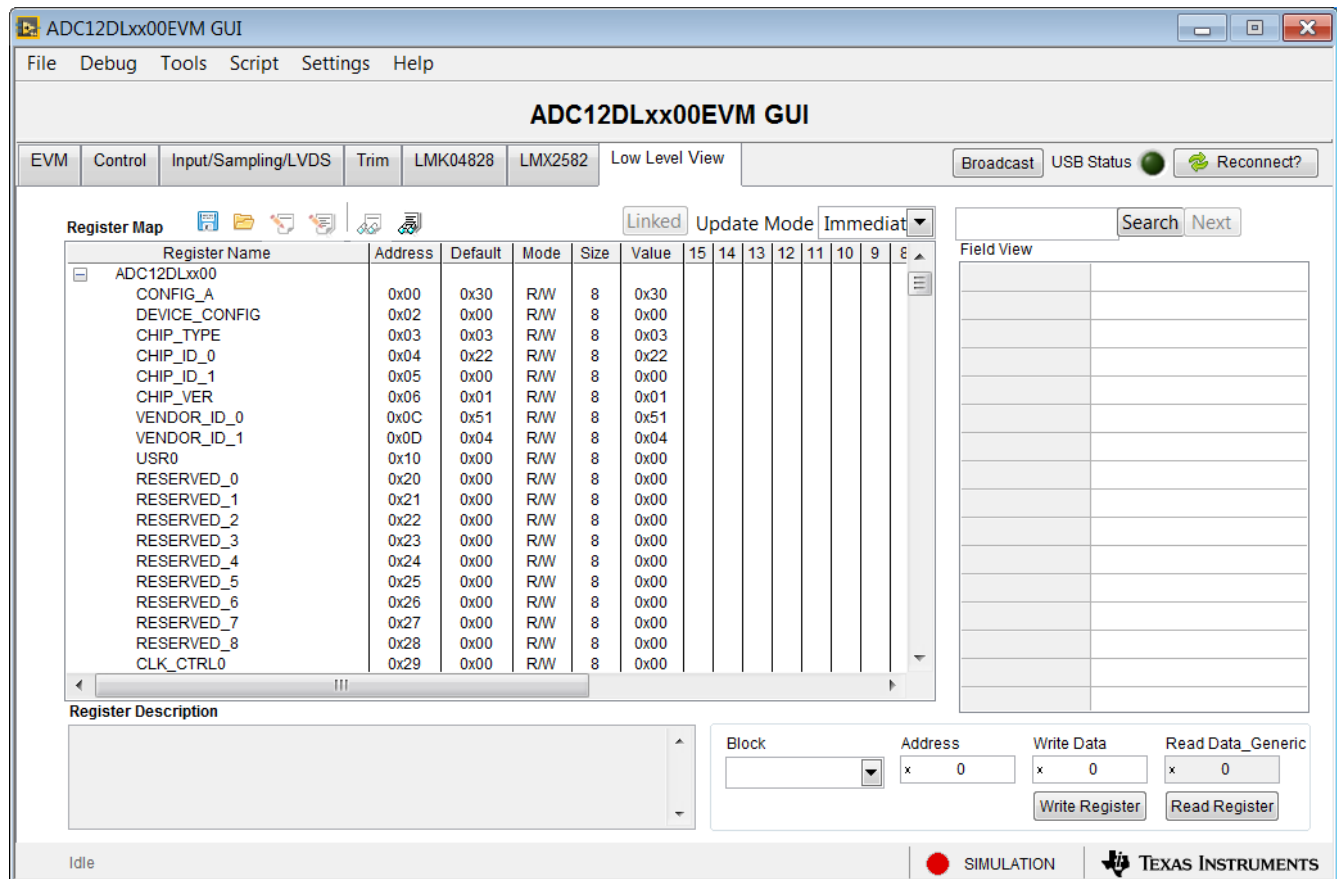 ADC12DLxx00EVM GUI
File Debug Tools Script Settings Help
ADC12DLxx00EVM GUI
EVM Control Input/Sampling/LVDS Trim LMK04828 LMX2582 Low Level View Broadcast USB Status Reconnect?
Register Map Linked Update Mode Immediat Search Next
Register Name Address Default Mode Size Value 15 14 13 12 11 10 9 8 Field View
ADC12DLxx00
CONFIG_A 0x00 0x30 R/W 8 0x30
DEVICE_CONFIG 0x02 0x00 R/W 8 0x00
CHIP_TYPE 0x03 0x03 R/W 8 0x03
CHIP_ID_0 0x04 0x22 R/W 8 0x22
CHIP_ID_1 0x05 0x00 R/W 8 0x00
CHIP_VER 0x06 0x01 R/W 8 0x01
VENDOR_ID_0 0x0C 0x51 R/W 8 0x51
VENDOR_ID_1 0x0D 0x04 R/W 8 0x04
USR0 0x10 0x00 R/W 8 0x00
RESERVED_0 0x20 0x00 R/W 8 0x00
RESERVED_1 0x21 0x00 R/W 8 0x00
RESERVED_2 0x22 0x00 R/W 8 0x00
RESERVED_3 0x23 0x00 R/W 8 0x00
RESERVED_4 0x24 0x00 R/W 8 0x00
RESERVED_5 0x25 0x00 R/W 8 0x00
RESERVED_6 0x26 0x00 R/W 8 0x00
RESERVED_7 0x27 0x00 R/W 8 0x00
RESERVED_8 0x28 0x00 R/W 8 0x00
CLK_CTRL0 0x29 0x00 R/W 8 0x00
Register Description
Block Address Write Data Read Data_Generic
x 0 x 0 x 0
Write Register Read Register
Idle SIMULATION TEXAS INSTRUMENTS